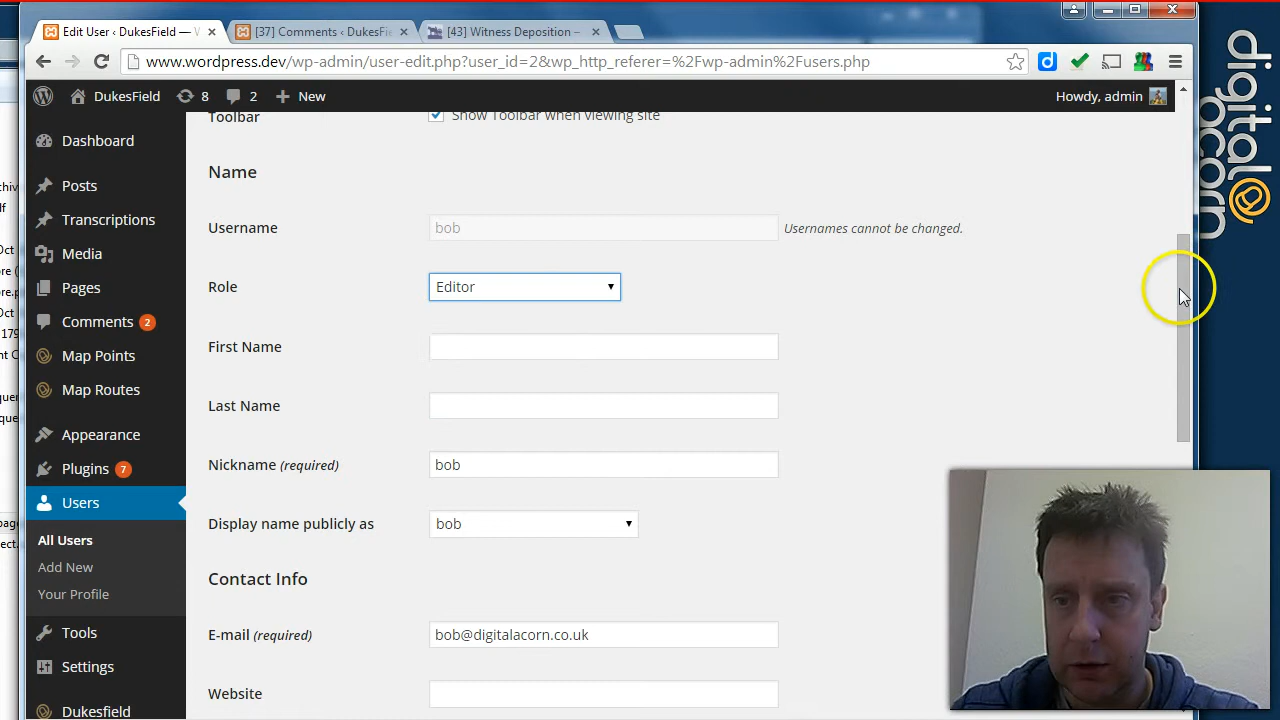 Edit User ‹ DukesField —
[37] Comments ‹ DukesFie
[43] Witness Deposition –
www.wordpress.dev/wp-admin/user-edit.php?user_id=2&wp_http_referer=%2Fwp-admin%2Fusers.php
DukesField
8
2
New
Howdy, admin
Dashboard
Posts
Transcriptions
Media
Pages
Comments 2
Map Points
Map Routes
Appearance
Plugins 7
Users
All Users
Add New
Your Profile
Tools
Settings
Dukesfield
Toolbar
Show Toolbar when viewing site
Name
Username
bob
Usernames cannot be changed.
Role
Editor
First Name
Last Name
Nickname (required)
bob
Display name publicly as
bob
Contact Info
E-mail (required)
bob@digitalacorn.co.uk
Website
digital
acorn